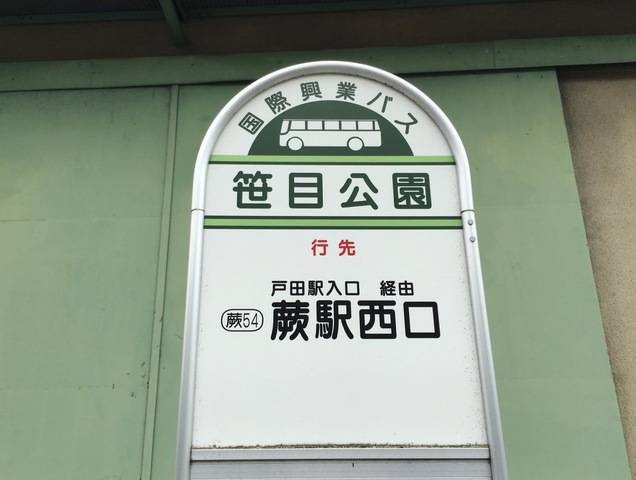 国際興業バス
笹目公園
行先
戸田駅入口 経由
蕨54 蕨駅西口